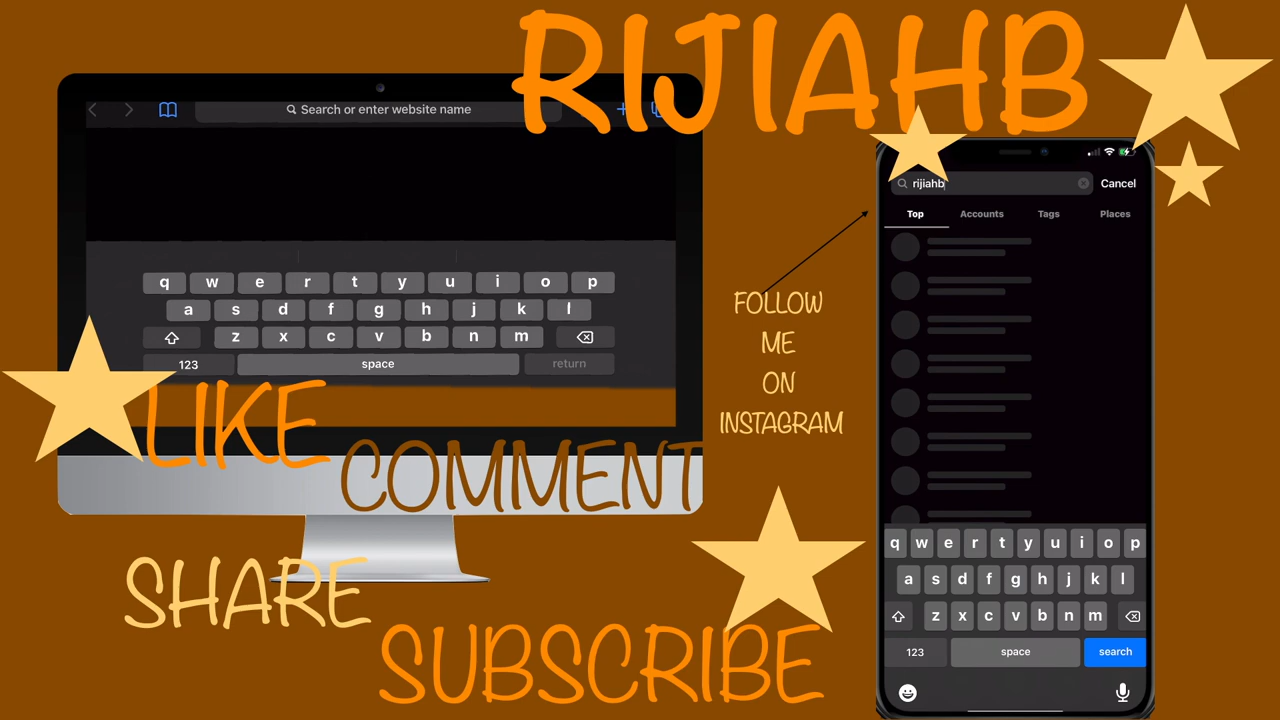 RIJIAHB
Search or enter website name
q w e r t y u i o p
a s d f g h j k l
z x c v b n m
123 space return
LIKE
COMMENT
SHARE
SUBSCRIBE
FOLLOW
ME
ON
INSTAGRAM
rijiahb Cancel
Top Accounts Tags Places
q w e r t y u i o p
a s d f g h j k l
z x c v b n m
123 space search